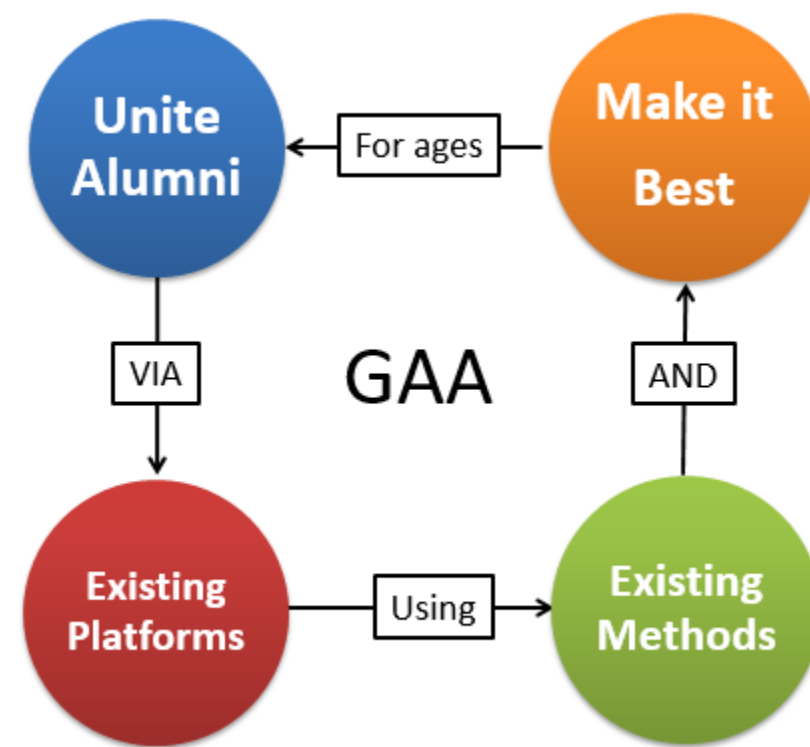 Unite
Alumni
For ages
Make it
Best
VIA
GAA
AND
Existing
Platforms
Using
Existing
Methods